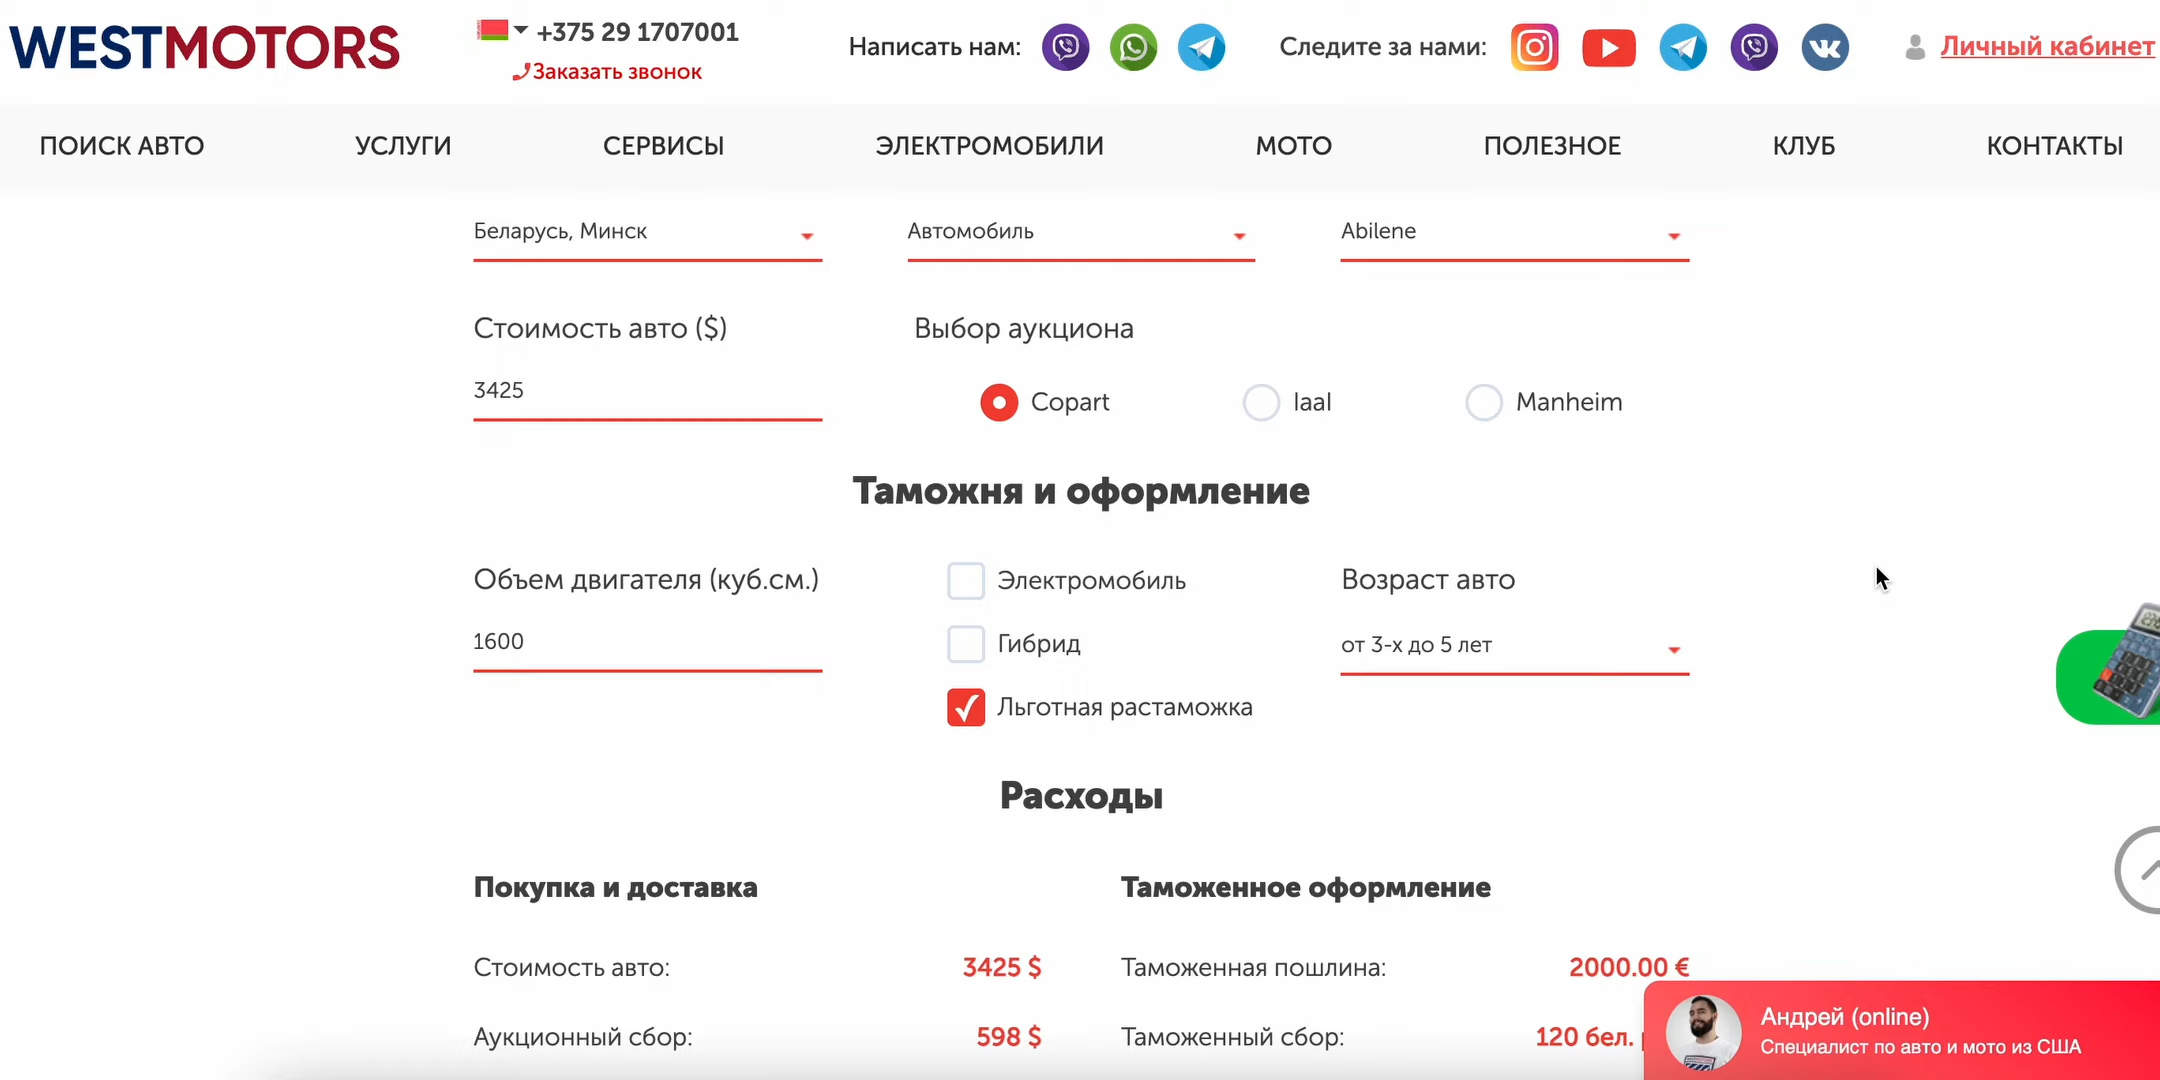 WESTMOTORS
+375 29 1707001
Заказать звонок
Написать нам:
Следите за нами:
Личный кабинет
ПОИСК АВТО
УСЛУГИ
СЕРВИСЫ
ЭЛЕКТРОМОБИЛИ
МОТО
ПОЛЕЗНОЕ
КЛУБ
КОНТАКТЫ
Беларусь, Минск
Автомобиль
Abilene
Стоимость авто ($)
Выбор аукциона
3425
Copart
Iaal
Manheim
Таможня и оформление
Объем двигателя (куб.см.)
Электромобиль
Возраст авто
1600
Гибрид
от 3-х до 5 лет
Льготная растаможка
Расходы
Покупка и доставка
Таможенное оформление
Стоимость авто:
3425 $
Таможенная пошлина:
2000.00 €
Аукционный сбор:
598 $
Таможенный сбор:
120 бел.
Андрей (online)
Специалист по авто и мото из США